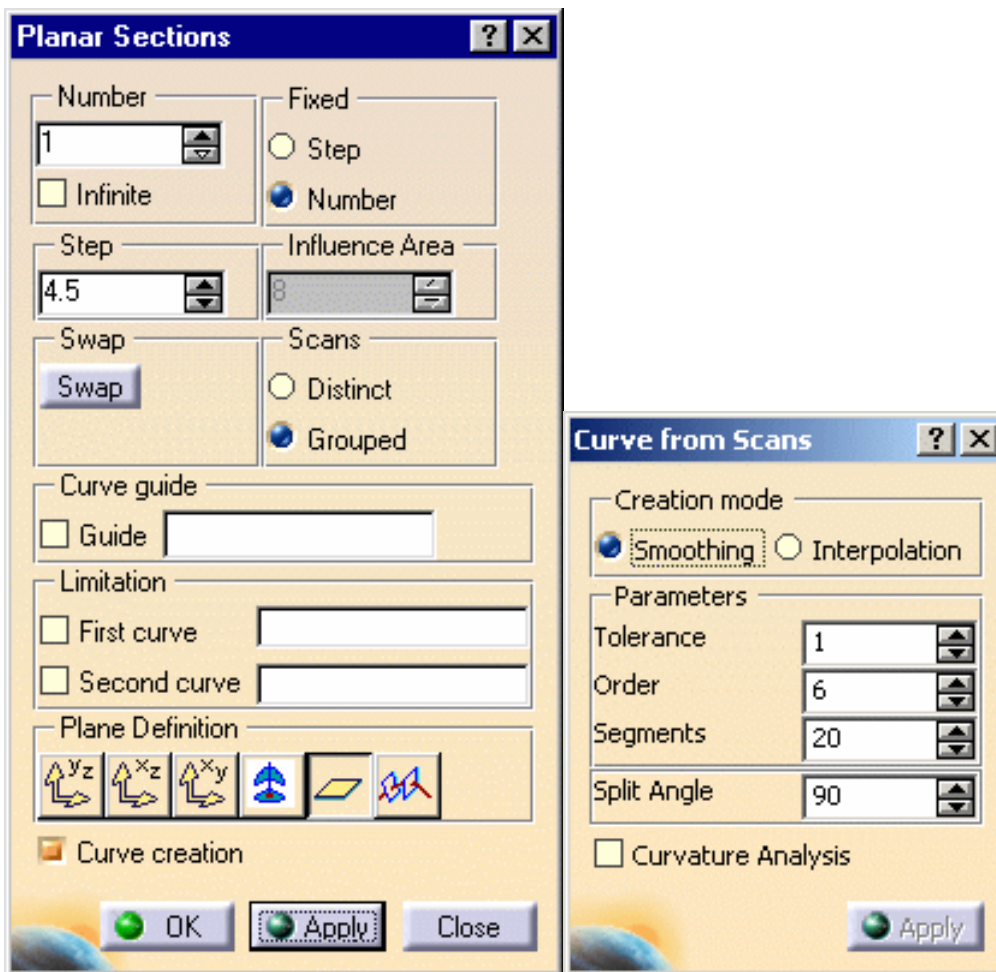 Planar Sections
Number
Fixed
1
Step
Infinite
Number
Step
Influence Area
4.5
8
Swap
Scans
Swap
Distinct
Grouped
Curve guide
Guide
Limitation
First curve
Second curve
Plane Definition
yz
xz
xy
Curve creation
OK
Apply
Close
Curve from Scans
Creation mode
Smoothing
Interpolation
Parameters
Tolerance
1
Order
6
Segments
20
Split Angle
90
Curvature Analysis
Apply